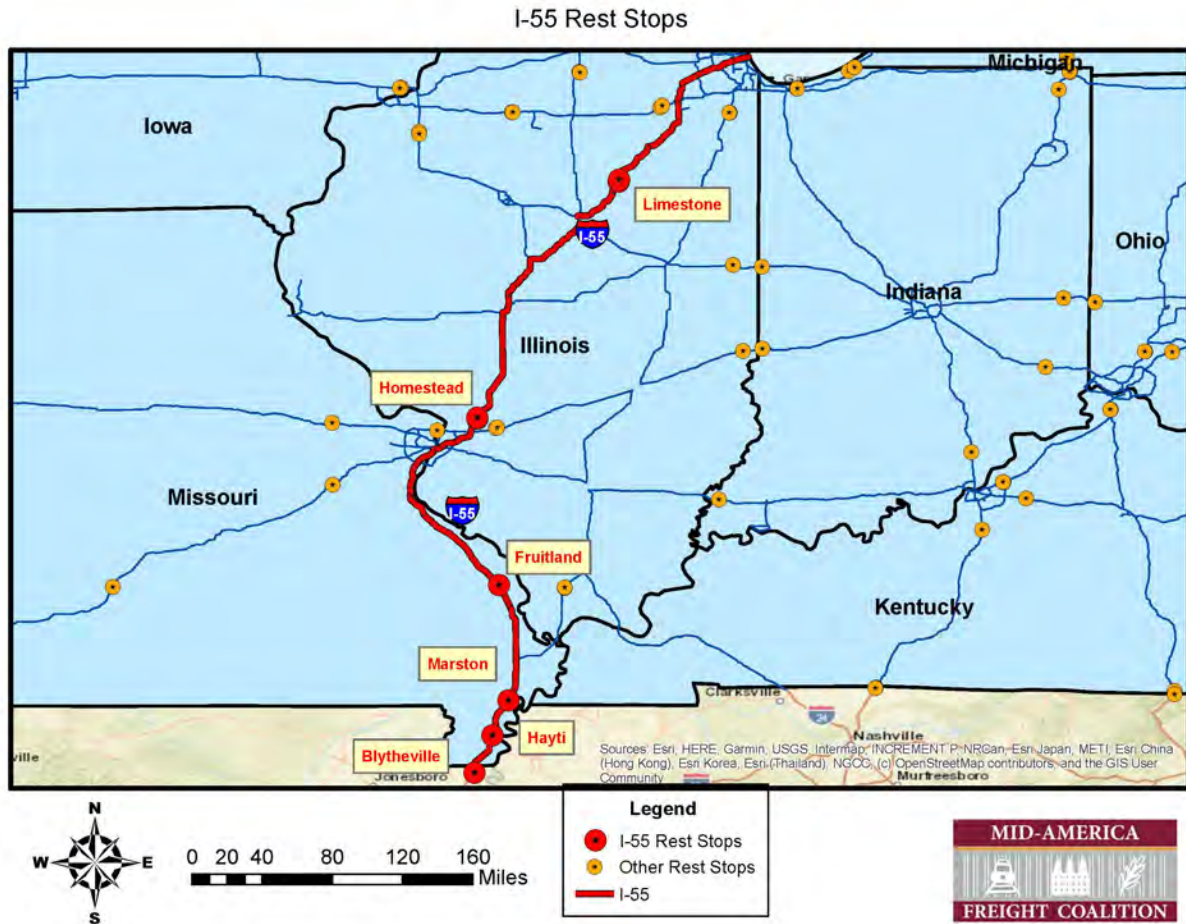 I-55 Rest Stops
Michigan
Iowa
Limestone
I-55
Ohio
Indiana
Illinois
Homestead
Missouri
I-55
Fruitland
Kentucky
Marston
Clarksville
24
Hayti
Nashville
Blytheville
ville
Jonesboro
Murfreesboro
Sources: Esri, HERE, Garmin, USGS, Intermap, INCREMENT P, NRCan, Esri Japan, METI, Esri China
(Hong Kong), Esri Korea, Esri (Thailand), NGCC, (c) OpenStreetMap contributors, and the GIS User
Community
Legend
I-55 Rest Stops
Other Rest Stops
I-55
N
W
E
S
0 20 40 80 120 160
Miles
MID-AMERICA
FREIGHT COALITION